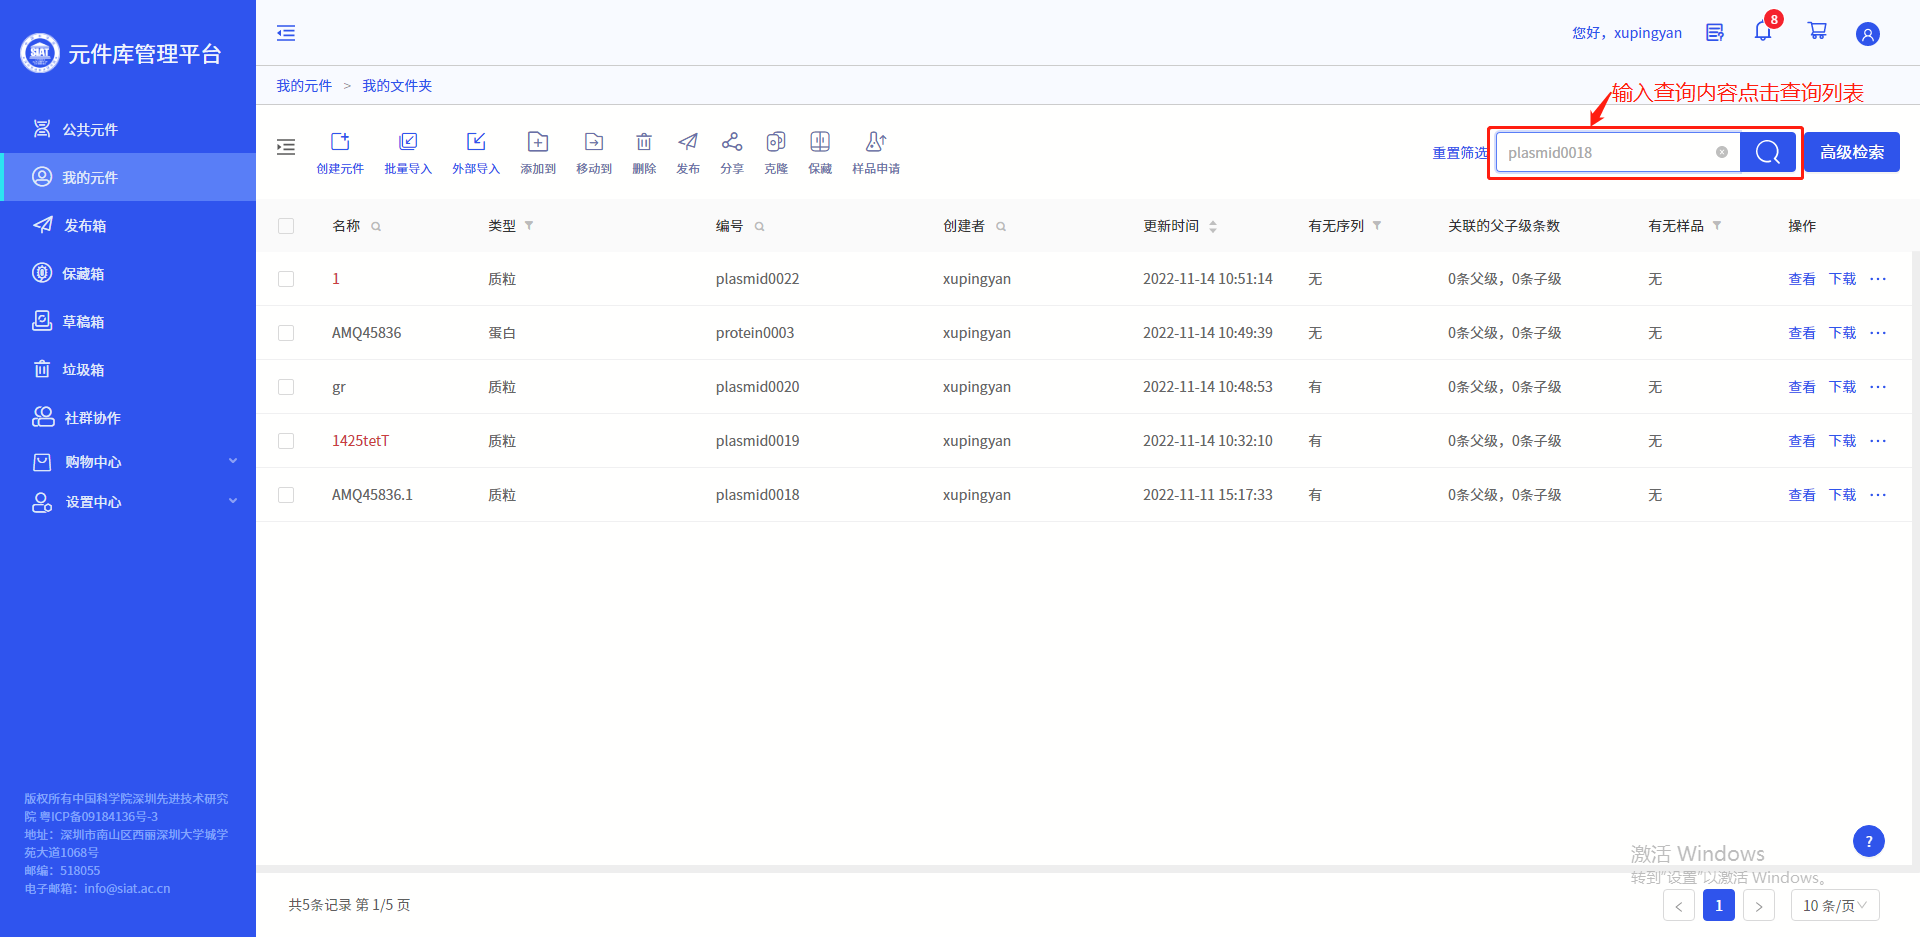 元件库管理平台
公共元件
我的元件
发布箱
保藏箱
草稿箱
垃圾箱
社群协作
购物中心
设置中心
版权所有中国科学院深圳先进技术研究
院 粤ICP备09184136号-3
地址：深圳市南山区西丽深圳大学城学
苑大道1068号
邮编：518055
电子邮箱：info@siat.ac.cn
您好，xupingyan
8
我的元件 > 我的文件夹
输入查询内容点击查询列表
创建元件 批量导入 外部导入 添加到 移动到 删除 发布 分享 克隆 保藏 样品申请
重置筛选 plasmid0018 高级检索
名称 类型 编号 创建者 更新时间 有无序列 关联的父子级条数 有无样品 操作
1 质粒 plasmid0022 xupingyan 2022-11-14 10:51:14 无 0条父级，0条子级 无 查看 下载 ···
AMQ45836 蛋白 protein0003 xupingyan 2022-11-14 10:49:39 无 0条父级，0条子级 无 查看 下载 ···
gr 质粒 plasmid0020 xupingyan 2022-11-14 10:48:53 有 0条父级，0条子级 无 查看 下载 ···
1425tetT 质粒 plasmid0019 xupingyan 2022-11-14 10:32:10 有 0条父级，0条子级 无 查看 下载 ···
AMQ45836.1 质粒 plasmid0018 xupingyan 2022-11-11 15:17:33 有 0条父级，0条子级 无 查看 下载 ···
?
激活 Windows
转到"设置"以激活 Windows。
共5条记录 第 1/5 页
< 1 > 10 条/页